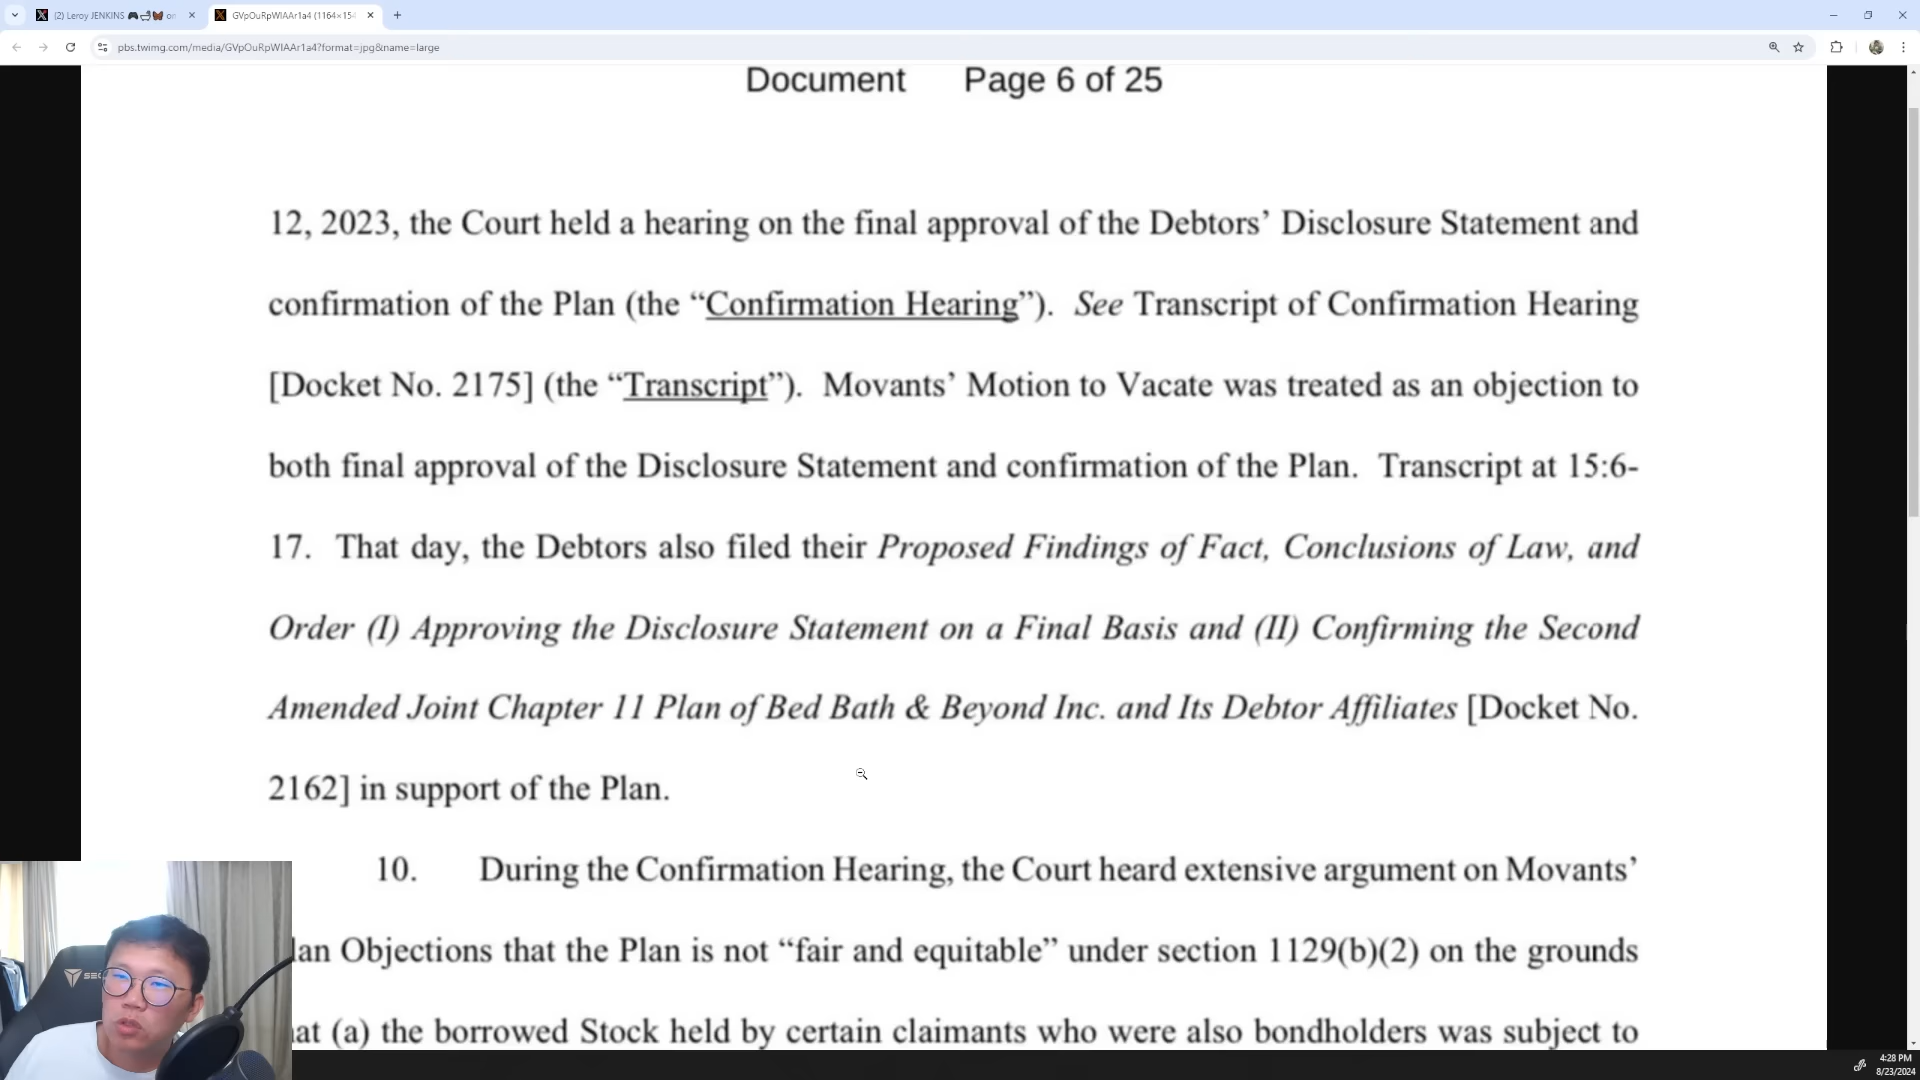 (2) Leroy JENKINS 🎮🛁🦋 on
GVpOuRpWIAAr1a4 (1164×15
pbs.twimg.com/media/GVpOuRpWIAAr1a4?format=jpg&name=large
Document Page 6 of 25
12, 2023, the Court held a hearing on the final approval of the Debtors’ Disclosure Statement and
confirmation of the Plan (the “Confirmation Hearing”). See Transcript of Confirmation Hearing
[Docket No. 2175] (the “Transcript”). Movants’ Motion to Vacate was treated as an objection to
both final approval of the Disclosure Statement and confirmation of the Plan. Transcript at 15:6-
17. That day, the Debtors also filed their Proposed Findings of Fact, Conclusions of Law, and
Order (I) Approving the Disclosure Statement on a Final Basis and (II) Confirming the Second
Amended Joint Chapter 11 Plan of Bed Bath & Beyond Inc. and Its Debtor Affiliates [Docket No.
2162] in support of the Plan.
10. During the Confirmation Hearing, the Court heard extensive argument on Movants’
lan Objections that the Plan is not “fair and equitable” under section 1129(b)(2) on the grounds
at (a) the borrowed Stock held by certain claimants who were also bondholders was subject to
4:28 PM
8/23/2024